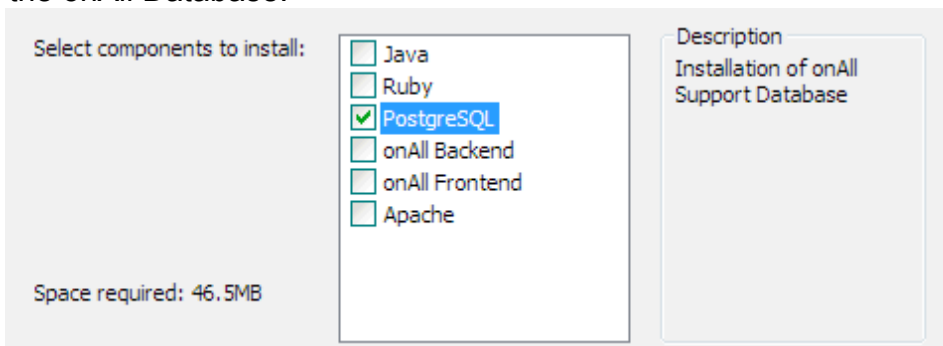 the onAll Database.
Select components to install:
Java
Ruby
PostgreSQL
onAll Backend
onAll Frontend
Apache
Description
Installation of onAll
Support Database
Space required: 46.5MB